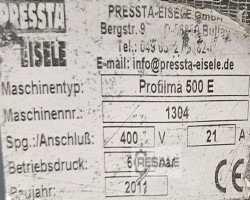 PRESSTA EISELE
PRESSTA-EISELE GmbH
Bergstr. 9
E-mail: info@pressta-eisele.de
Maschinentyp: Profilma 500 E
Maschinennr.: 1304
Spg./Anschluß: 400 V 21 A
Betriebsdruck: 6
Baujahr: 2011